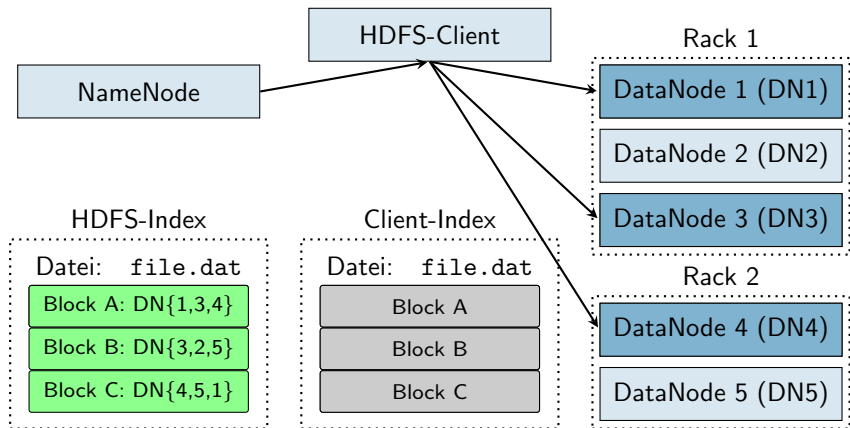 HDFS-Client
NameNode
Rack 1
DataNode 1 (DN1)
DataNode 2 (DN2)
DataNode 3 (DN3)
HDFS-Index
Datei: file.dat
Block A: DN{1,3,4}
Block B: DN{3,2,5}
Block C: DN{4,5,1}
Client-Index
Datei: file.dat
Block A
Block B
Block C
Rack 2
DataNode 4 (DN4)
DataNode 5 (DN5)